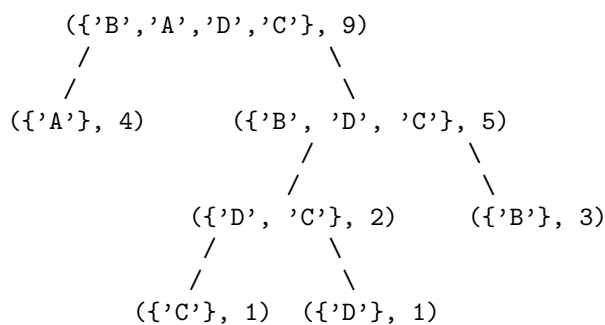 ({’B’,’A’,’D’,’C’}, 9)
({’A’}, 4) ({’B’, ’D’, ’C’}, 5)
({’D’, ’C’}, 2) ({’B’}, 3)
({’C’}, 1) ({’D’}, 1)